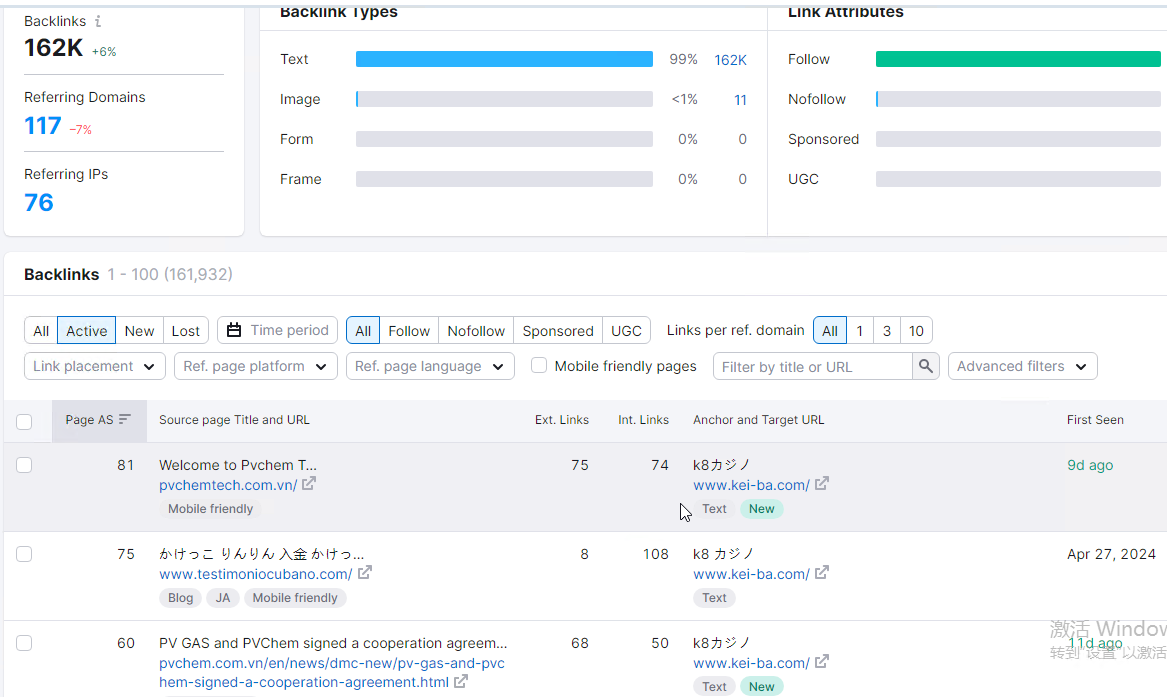 Backlinks i
162K +6%
Referring Domains
117 −7%
Referring IPs
76
Backlink Types
Text 99% 162K
Image <1% 11
Form 0% 0
Frame 0% 0
Link Attributes
Follow
Nofollow
Sponsored
UGC
Backlinks 1 - 100 (161,932)
All Active New Lost Time period All Follow Nofollow Sponsored UGC Links per ref. domain All 1 3 10
Link placement Ref. page platform Ref. page language Mobile friendly pages Filter by title or URL Advanced filters
Page AS Source page Title and URL Ext. Links Int. Links Anchor and Target URL First Seen
81 Welcome to Pvchem T... 75 74 k8カジノ 9d ago
pvchemtech.com.vn/ www.kei-ba.com/
Mobile friendly Text New
75 かけっこ りんりん 入金 かけっ... 8 108 k8 カジノ Apr 27, 2024
www.testimoniocubano.com/ www.kei-ba.com/
Blog JA Mobile friendly Text
60 PV GAS and PVChem signed a cooperation agreem... 68 50 k8カジノ 11d ago
pvchem.com.vn/en/news/dmc-new/pv-gas-and-pvc www.kei-ba.com/
hem-signed-a-cooperation-agreement.html
Text New
激活 Window
转到"设置"以激活